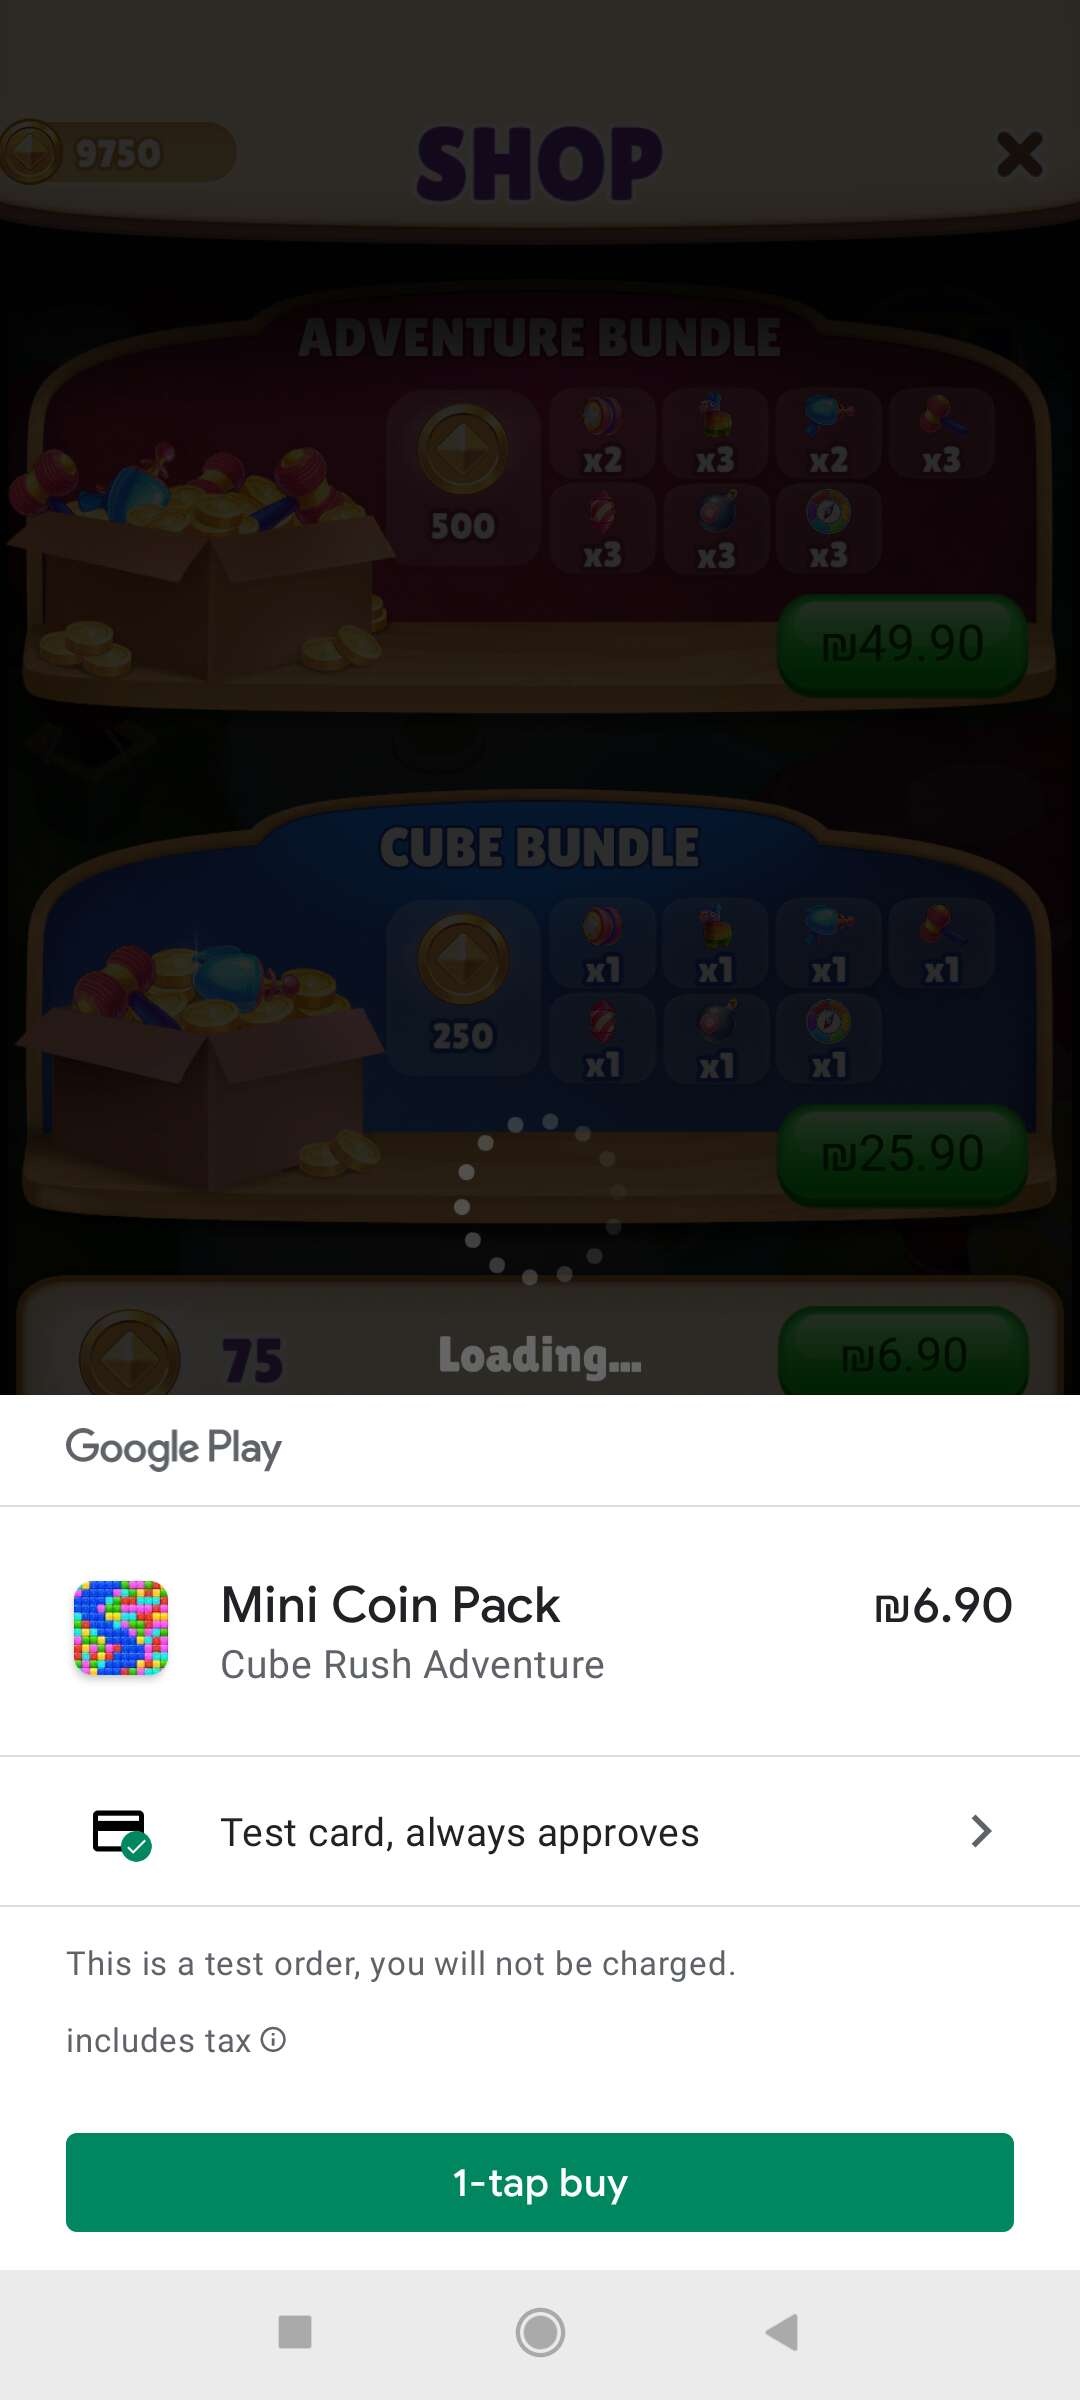 9750
SHOP
ADVENTURE BUNDLE
500
x2
x3
x2
x3
x3
x3
x3
₪49.90
CUBE BUNDLE
250
x1
x1
x1
x1
x1
x1
x1
₪25.90
75
Loading...
₪6.90
Google Play
Mini Coin Pack
₪6.90
Cube Rush Adventure
Test card, always approves
This is a test order, you will not be charged.
includes tax
1-tap buy